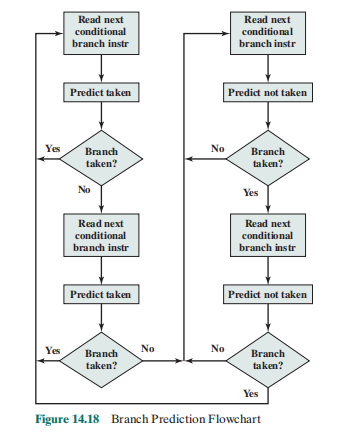 Read next
conditional
branch instr
Predict taken
Yes
Branch
taken?
No
Read next
conditional
branch instr
Predict taken
Yes
Branch
taken?
No
Read next
conditional
branch instr
Predict not taken
No
Branch
taken?
Yes
Read next
conditional
branch instr
Predict not taken
No
Branch
taken?
Yes
Figure 14.18 Branch Prediction Flowchart